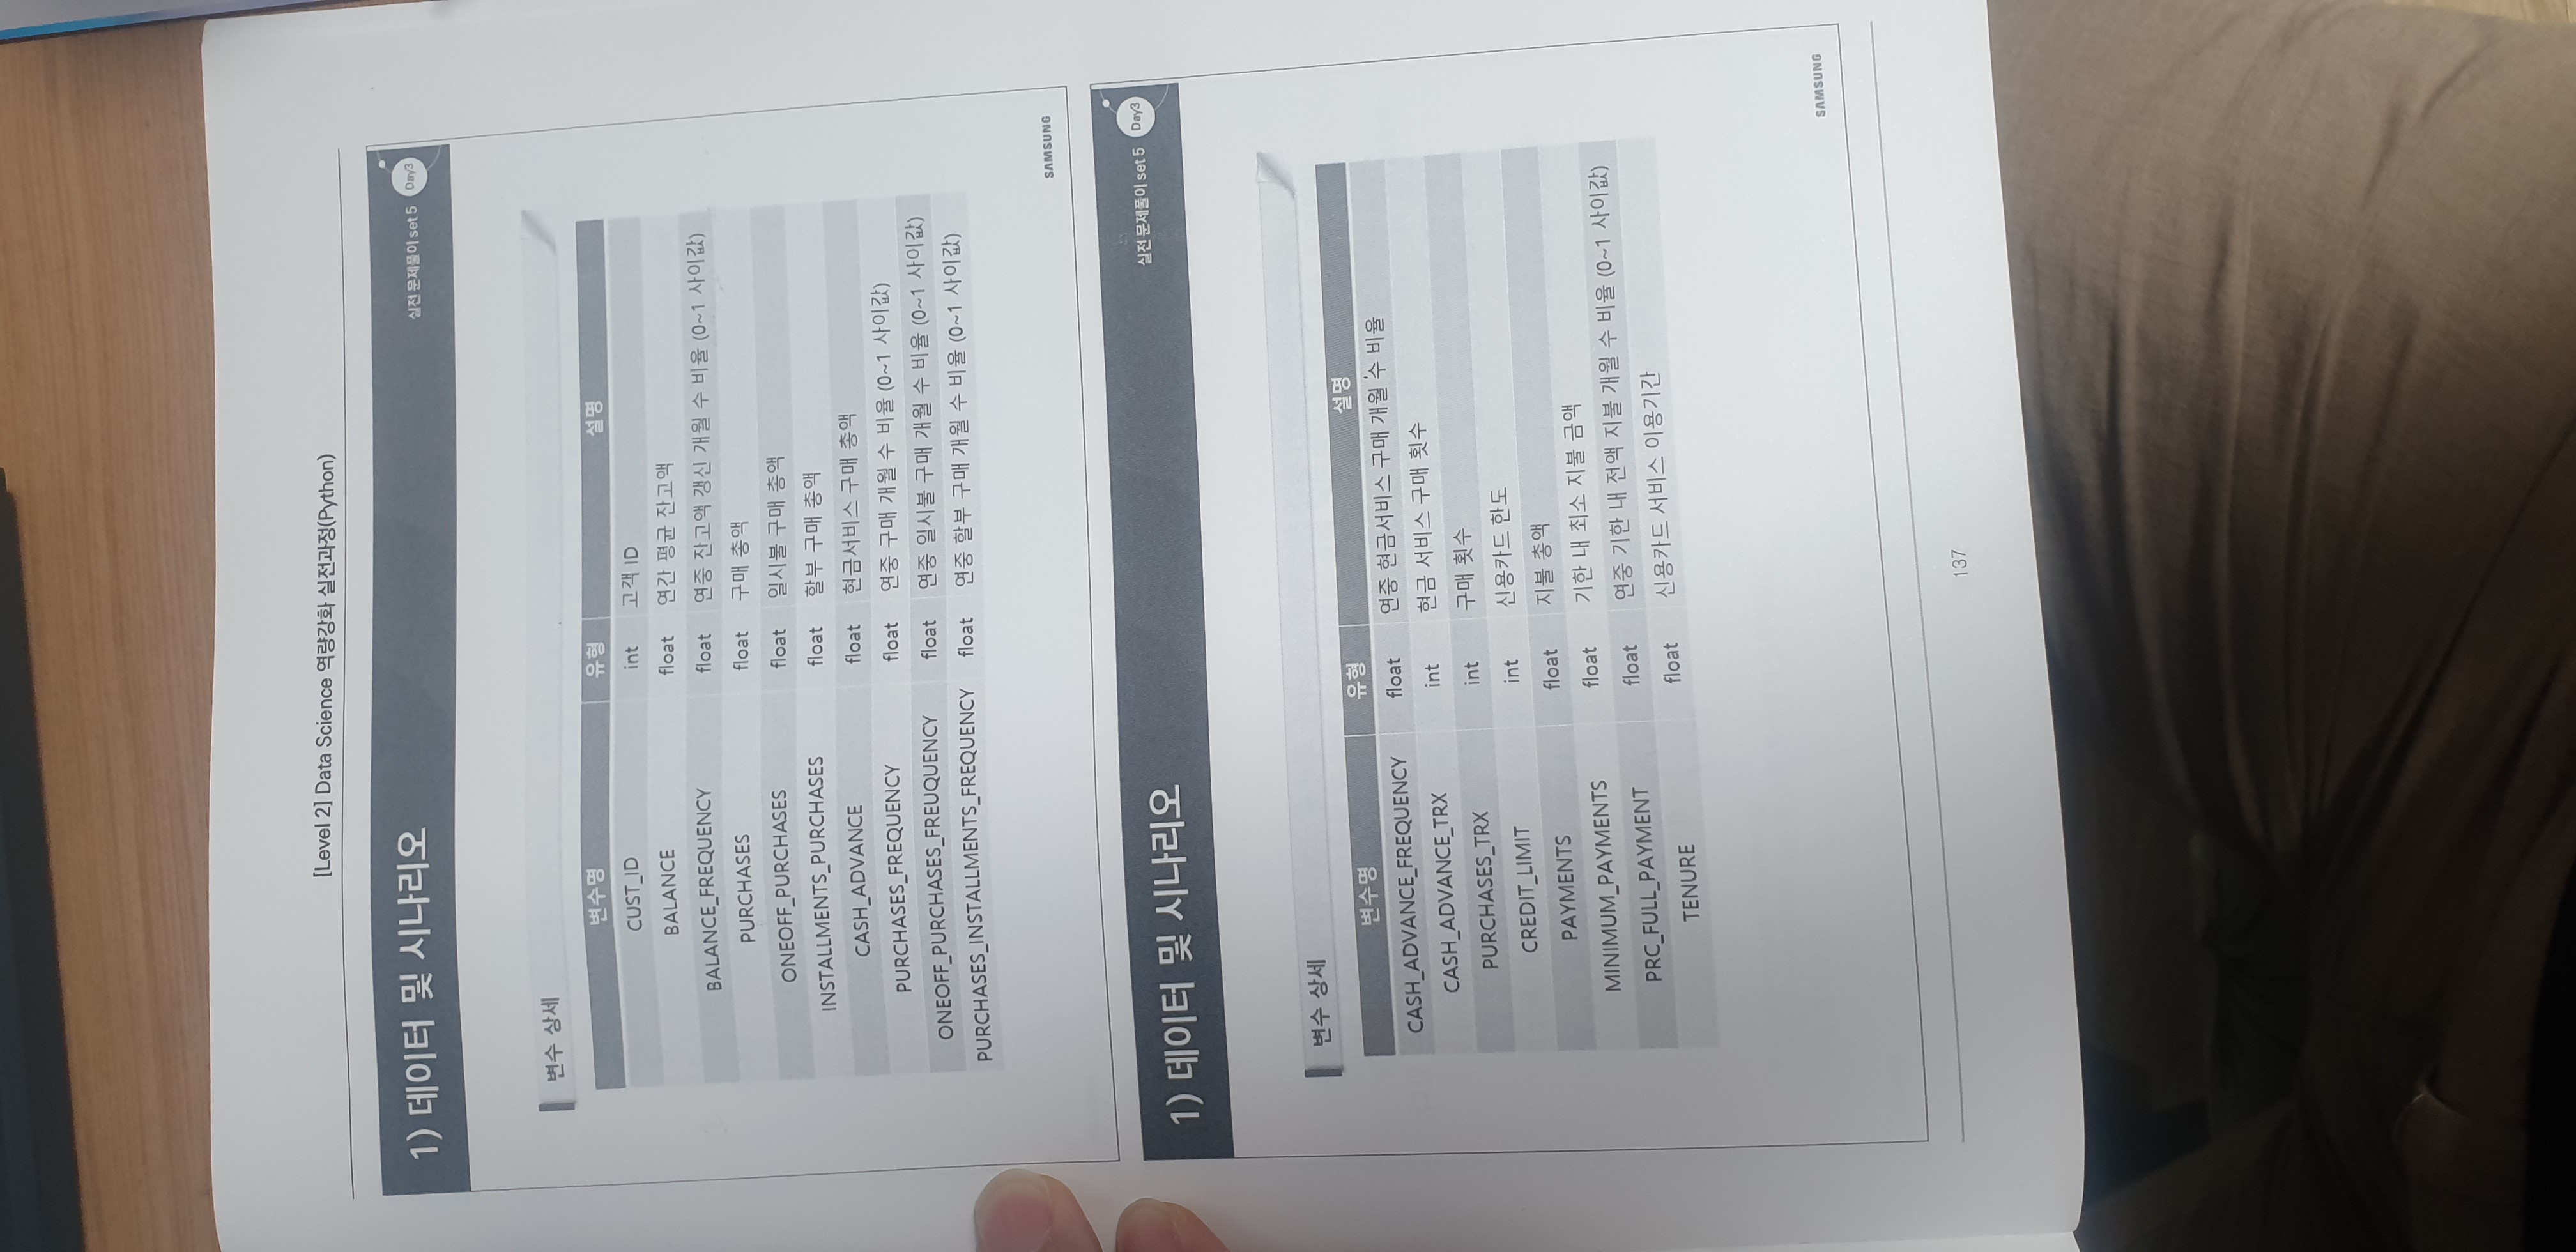 [Level 2] Data Science 역량강화 실전과정(Python)
1) 데이터 및 시나리오
실전 문제풀이 set 5 Day3
변수 상세
변수명 유형 설명
CUST_ID int 고객 ID
BALANCE float 연간 평균 잔고액
BALANCE_FREQUENCY float 연중 잔고액 갱신 개월 수 비율 (0~1 사이값)
PURCHASES float 구매 총액
ONEOFF_PURCHASES float 일시불 구매 총액
INSTALLMENTS_PURCHASES float 할부 구매 총액
CASH_ADVANCE float 현금서비스 구매 총액
PURCHASES_FREQUENCY float 연중 구매 개월 수 비율 (0~1 사이값)
ONEOFF_PURCHASES_FREUQUENCY float 연중 일시불 구매 개월 수 비율 (0~1 사이값)
PURCHASES_INSTALLMENTS_FREQUENCY float 연중 할부 구매 개월 수 비율 (0~1 사이값)
SAMSUNG
1) 데이터 및 시나리오
실전 문제풀이 set 5 Day3
변수 상세
변수명 유형 설명
CASH_ADVANCE_FREQUENCY float 연중 현금서비스 구매 개월 수 비율
CASH_ADVANCE_TRX int 현금 서비스 구매 횟수
PURCHASES_TRX int 구매 횟수
CREDIT_LIMIT int 신용카드 한도
PAYMENTS float 지불 총액
MINIMUM_PAYMENTS float 기한 내 최소 지불 금액
PRC_FULL_PAYMENT float 연중 기한 내 전액 지불 개월 수 비율 (0~1 사이값)
TENURE float 신용카드 서비스 이용기간
SAMSUNG
137